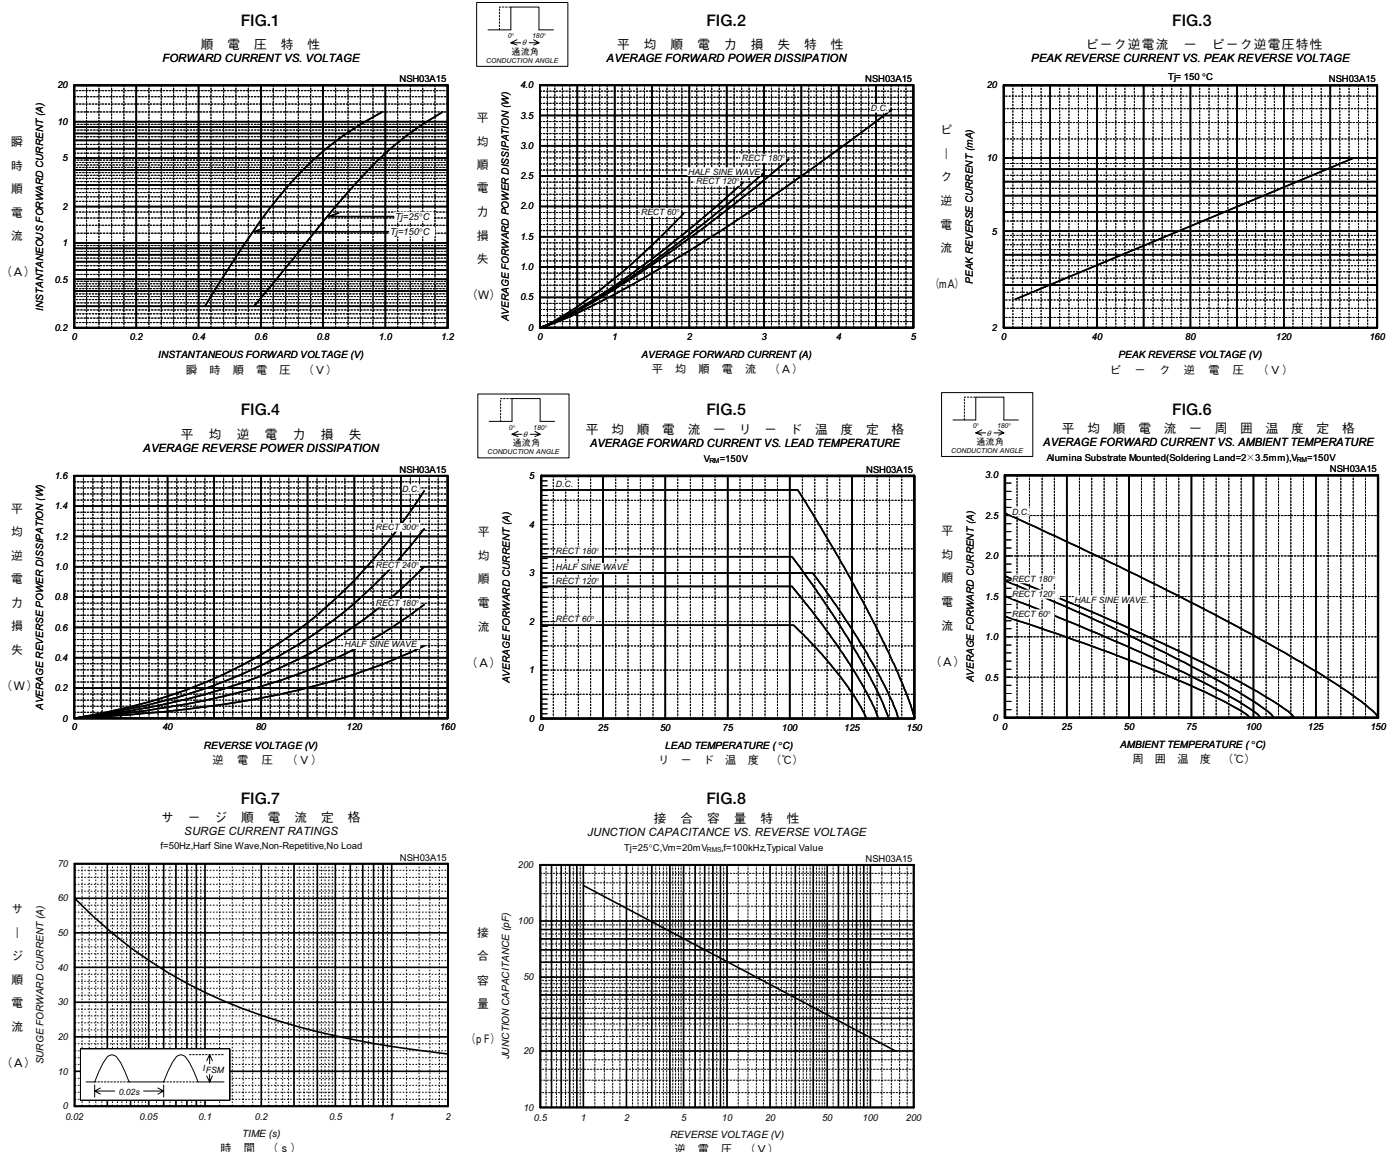 FIG.1
順電圧特性
FORWARD CURRENT VS. VOLTAGE
NSH03A15
瞬時順電流 (A)
INSTANTANEOUS FORWARD CURRENT (A)
20
10
5
2
1
0.5
0.2
Tj=25°C
Tj=150°C
0 0.2 0.4 0.6 0.8 1.0 1.2
INSTANTANEOUS FORWARD VOLTAGE (V)
瞬時順電圧 (V)
0° 180°
θ
通流角
CONDUCTION ANGLE
FIG.2
平均順電力損失特性
AVERAGE FORWARD POWER DISSIPATION
NSH03A15
平均順電力損失 (W)
AVERAGE FORWARD POWER DISSIPATION (W)
4.0
3.5
3.0
2.5
2.0
1.5
1.0
0.5
0
D.C.
RECT 180°
HALF SINE WAVE
RECT 120°
RECT 60°
0 1 2 3 4 5
AVERAGE FORWARD CURRENT (A)
平均順電流 (A)
FIG.3
ピーク逆電流 ー ピーク逆電圧特性
PEAK REVERSE CURRENT VS. PEAK REVERSE VOLTAGE
Tj= 150 °C
NSH03A15
ピーク逆電流 (mA)
PEAK REVERSE CURRENT (mA)
20
10
5
2
0 40 80 120 160
PEAK REVERSE VOLTAGE (V)
ピーク逆電圧 (V)
FIG.4
平均逆電力損失
AVERAGE REVERSE POWER DISSIPATION
NSH03A15
平均逆電力損失 (W)
AVERAGE REVERSE POWER DISSIPATION (W)
1.6
1.4
1.2
1.0
0.8
0.6
0.4
0.2
0
D.C.
RECT 300°
RECT 240°
RECT 180°
HALF SINE WAVE
0 40 80 120 160
REVERSE VOLTAGE (V)
逆電圧 (V)
0° 180°
θ
通流角
CONDUCTION ANGLE
FIG.5
平均順電流ーリード温度定格
AVERAGE FORWARD CURRENT VS. LEAD TEMPERATURE
VRM=150V
NSH03A15
平均順電流 (A)
AVERAGE FORWARD CURRENT (A)
5
4
3
2
1
0
D.C.
RECT 180°
HALF SINE WAVE
RECT 120°
RECT 60°
0 25 50 75 100 125 150
LEAD TEMPERATURE (°C)
リード温度 (℃)
0° 180°
θ
通流角
CONDUCTION ANGLE
FIG.6
平均順電流ー周囲温度定格
AVERAGE FORWARD CURRENT VS. AMBIENT TEMPERATURE
Alumina Substrate Mounted(Soldering Land=2×3.5mm),VRM=150V
NSH03A15
平均順電流 (A)
AVERAGE FORWARD CURRENT (A)
3.0
2.5
2.0
1.5
1.0
0.5
0
D.C.
RECT 180°
RECT 120°
HALF SINE WAVE
RECT 60°
0 25 50 75 100 125 150
AMBIENT TEMPERATURE (°C)
周囲温度 (℃)
FIG.7
サージ順電流定格
SURGE CURRENT RATINGS
f=50Hz,Harf Sine Wave,Non-Repetitive,No Load
NSH03A15
サージ順電流 (A)
SURGE FORWARD CURRENT (A)
70
60
50
40
30
20
10
0
IFSM
0.02s
0.02 0.05 0.1 0.2 0.5 1 2
TIME (s)
時間 (s)
FIG.8
接合容量特性
JUNCTION CAPACITANCE VS. REVERSE VOLTAGE
Tj=25°C,Vm=20mVRMS,f=100kHz,Typical Value
NSH03A15
接合容量 (pF)
JUNCTION CAPACITANCE (pF)
200
100
50
20
10
0.5 1 2 5 10 20 50 100 200
REVERSE VOLTAGE (V)
逆電圧 (V)